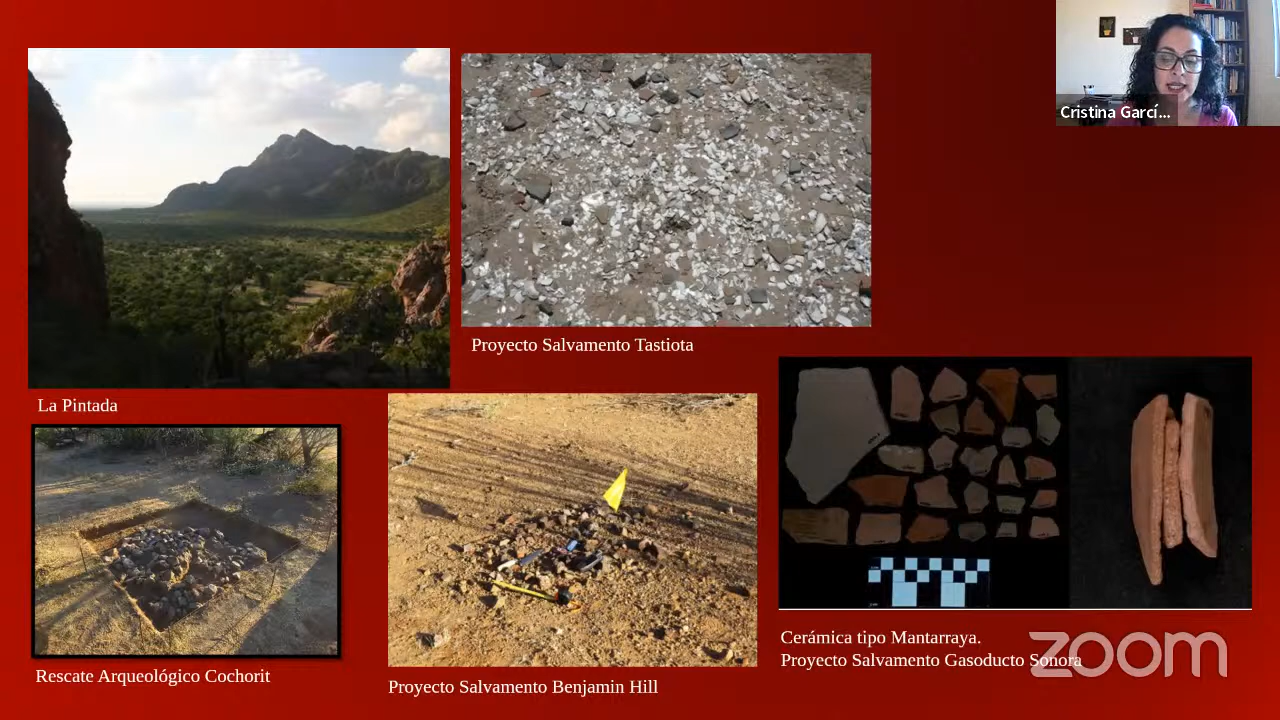 Cristina Garcí...
Proyecto Salvamento Tastiota
La Pintada
Rescate Arqueológico Cochorit
Proyecto Salvamento Benjamin Hill
Cerámica tipo Mantarraya.
Proyecto Salvamento Gasoducto Sonora
zoom